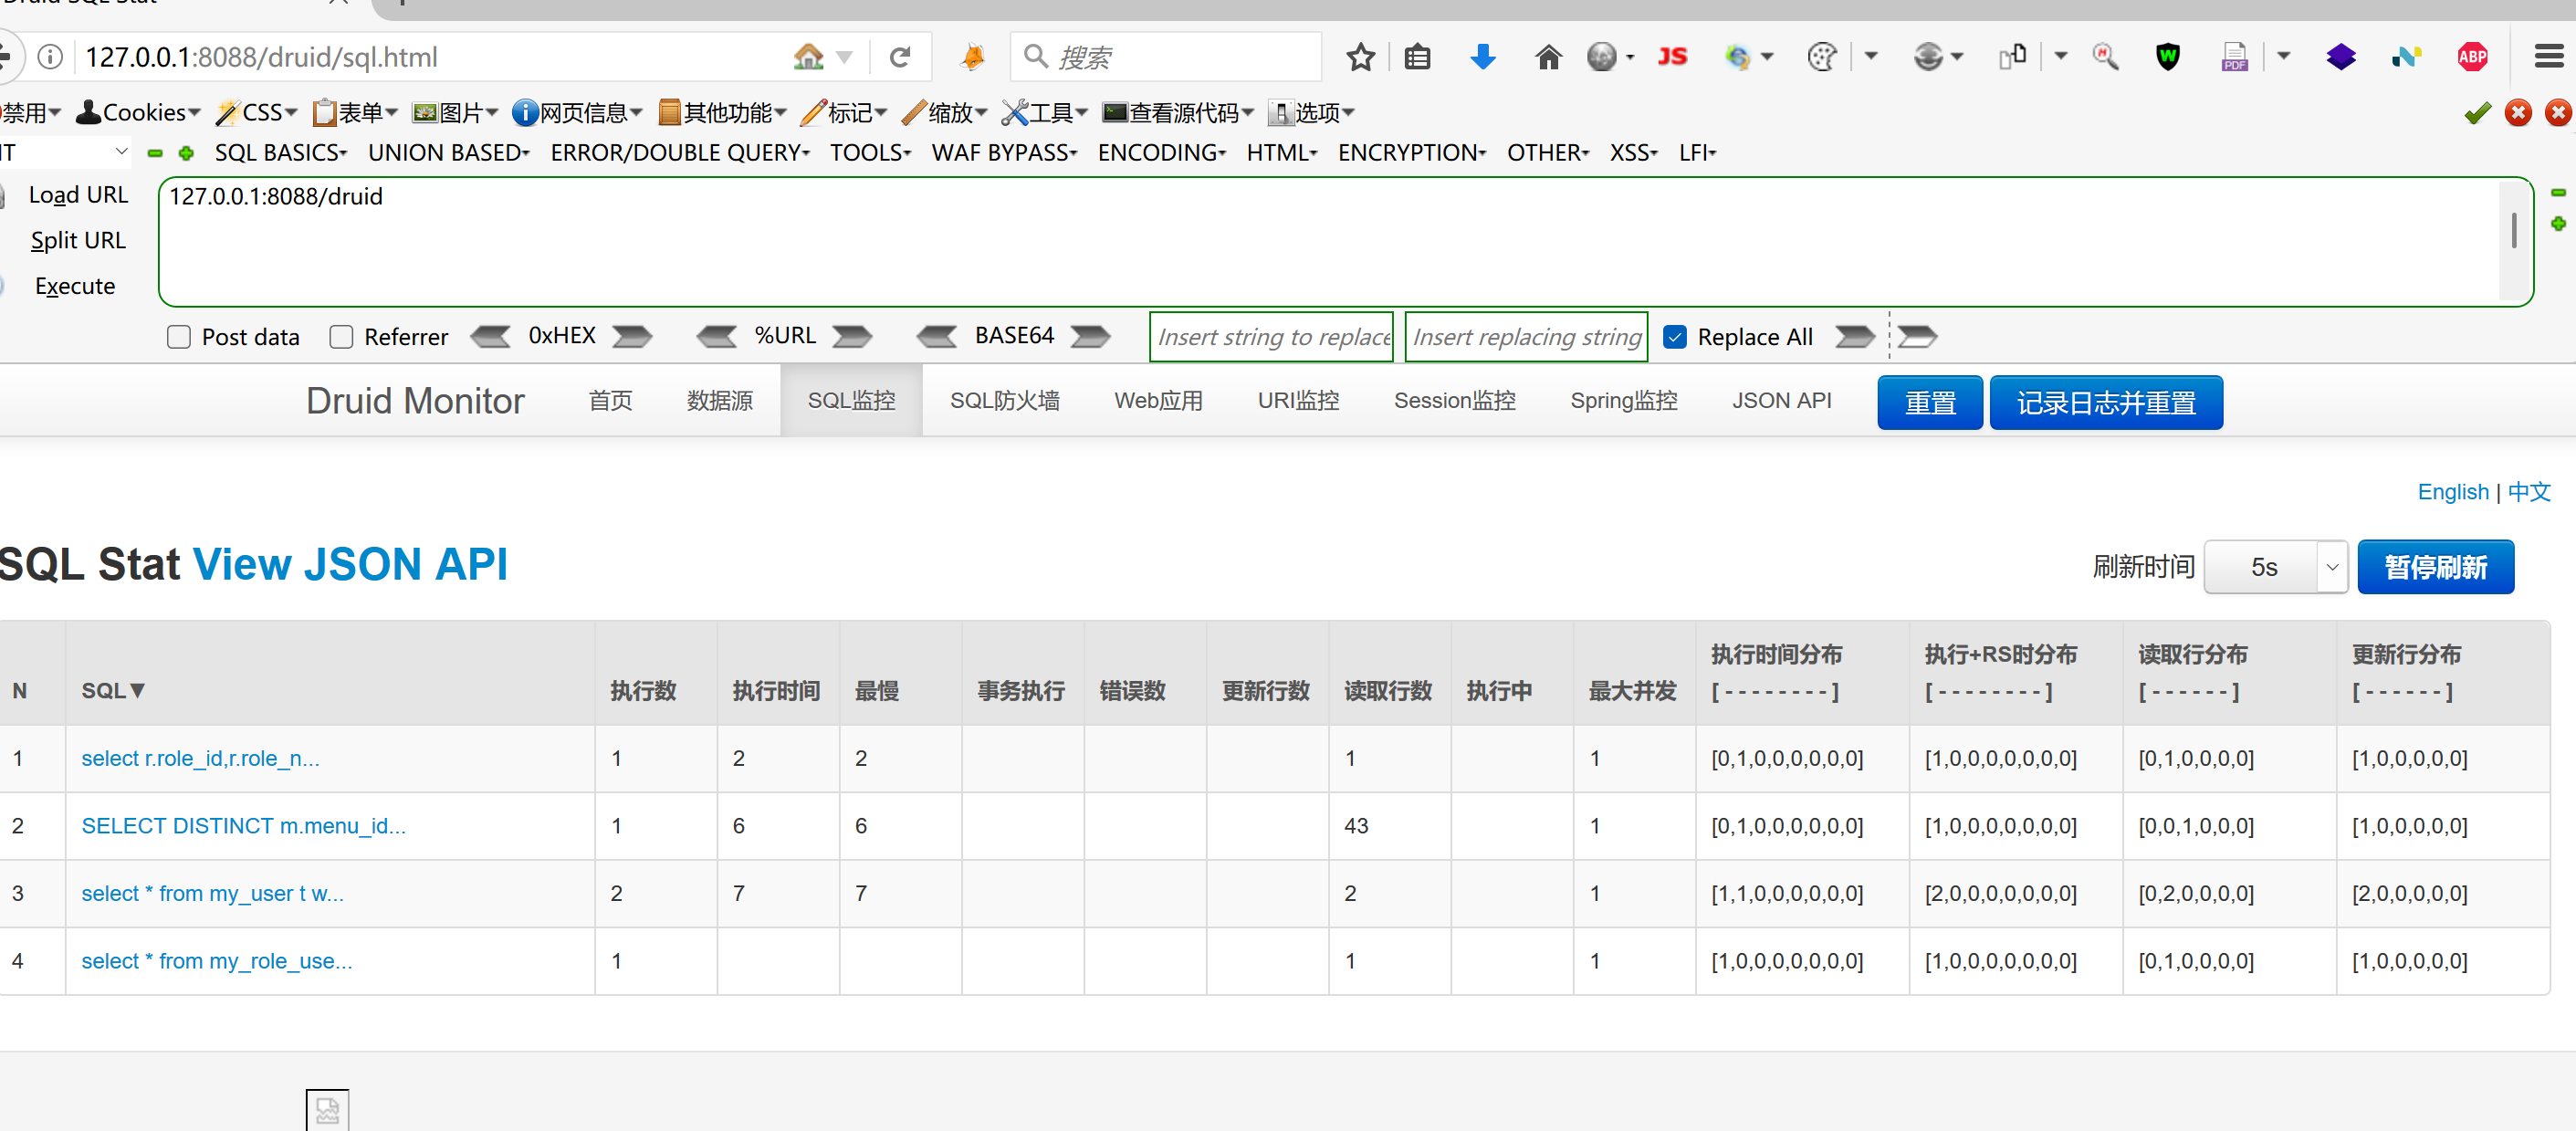 Druid SQL Stat
127.0.0.1:8088/druid/sql.html 搜索 JS PDF ABP
禁用 Cookies CSS 表单 图片 网页信息 其他功能 标记 缩放 工具 查看源代码 选项
SQL BASICS UNION BASED ERROR/DOUBLE QUERY TOOLS WAF BYPASS ENCODING HTML ENCRYPTION OTHER XSS LFI
Load URL 127.0.0.1:8088/druid
Split URL
Execute
Post data Referrer 0xHEX %URL BASE64 Insert string to replace Insert replacing string Replace All
Druid Monitor 首页 数据源 SQL监控 SQL防火墙 Web应用 URI监控 Session监控 Spring监控 JSON API 重置 记录日志并重置
English | 中文
SQL Stat View JSON API 刷新时间 5s 暂停刷新
N SQL▼ 执行数 执行时间 最慢 事务执行 错误数 更新行数 读取行数 执行中 最大并发 执行时间分布 [ - - - - - - - - ] 执行+RS时分布 [ - - - - - - - - ] 读取行分布 [ - - - - - - ] 更新行分布 [ - - - - - - ]
1 select r.role_id,r.role_n... 1 2 2 1 1 [0,1,0,0,0,0,0,0] [1,0,0,0,0,0,0,0] [0,1,0,0,0,0] [1,0,0,0,0,0]
2 SELECT DISTINCT m.menu_id... 1 6 6 43 1 [0,1,0,0,0,0,0,0] [1,0,0,0,0,0,0,0] [0,0,1,0,0,0] [1,0,0,0,0,0]
3 select * from my_user t w... 2 7 7 2 1 [1,1,0,0,0,0,0,0] [2,0,0,0,0,0,0,0] [0,2,0,0,0,0] [2,0,0,0,0,0]
4 select * from my_role_use... 1 1 1 [1,0,0,0,0,0,0,0] [1,0,0,0,0,0,0,0] [0,1,0,0,0,0] [1,0,0,0,0,0]